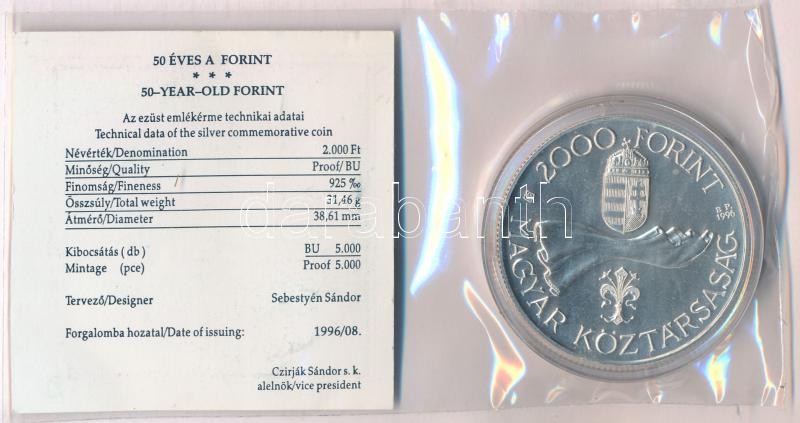 50 ÉVES A FORINT
* * *
50-YEAR-OLD FORINT
Az ezüst emlékérme technikai adatai
Technical data of the silver commemorative coin
Névérték/Denomination 2.000 Ft
Minőség/Quality Proof/BU
Finomság/Fineness 925 ‰
Összsúly/Total weight 31,46 g
Átmérő/Diameter 38,61 mm
Kibocsátás (db) BU 5.000
Mintage (pce) Proof 5.000
Tervező/Designer Sebestyén Sándor
Forgalomba hozatal/Date of issuing: 1996/08.
Czirják Sándor s. k.
alelnök/vice president
2000 FORINT
BP.
1996
MAGYAR KÖZTÁRSASÁG
darabanth